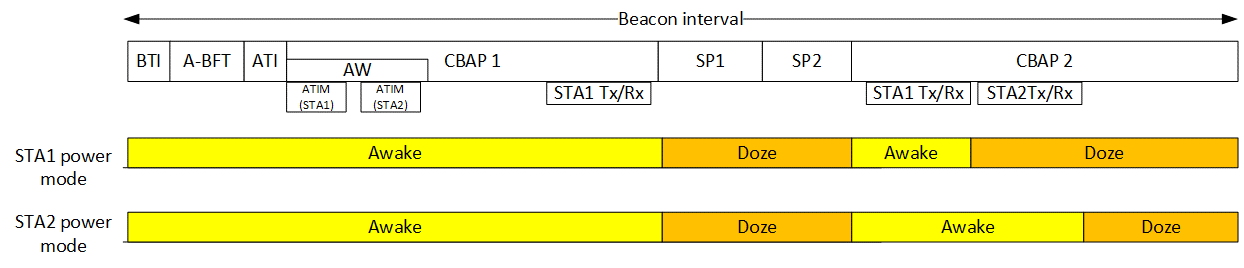 Beacon interval
BTI A-BFT ATI CBAP 1 SP1 SP2 CBAP 2
AW
ATIM ATIM
(STA1) (STA2)
STA1 Tx/Rx STA1 Tx/Rx STA2Tx/Rx
STA1 power
mode
Awake Doze Awake Doze
STA2 power
mode
Awake Doze Awake Doze